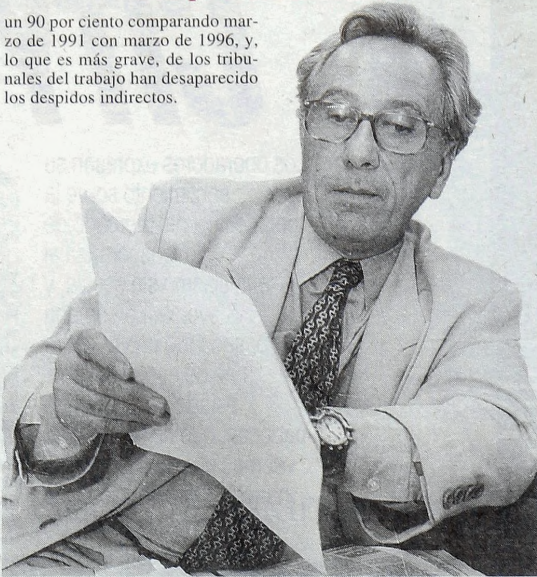 un 90 por ciento comparando mar-
zo de 1991 con marzo de 1996, y,
lo que es más grave, de los tribu-
nales del trabajo han desaparecido
los despidos indirectos.